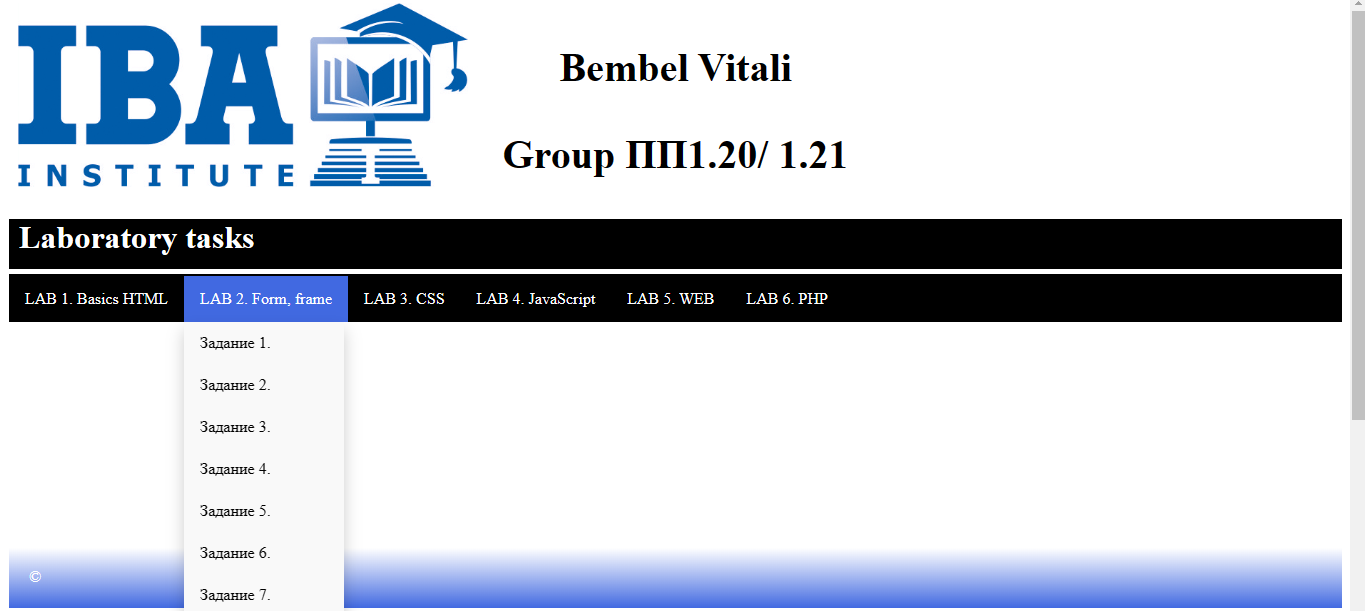 IBA
INSTITUTE
Bembel Vitali
Group ПП1.20/ 1.21
Laboratory tasks
LAB 1. Basics HTML LAB 2. Form, frame LAB 3. CSS LAB 4. JavaScript LAB 5. WEB LAB 6. PHP
Задание 1.
Задание 2.
Задание 3.
Задание 4.
Задание 5.
Задание 6.
©
Задание 7.